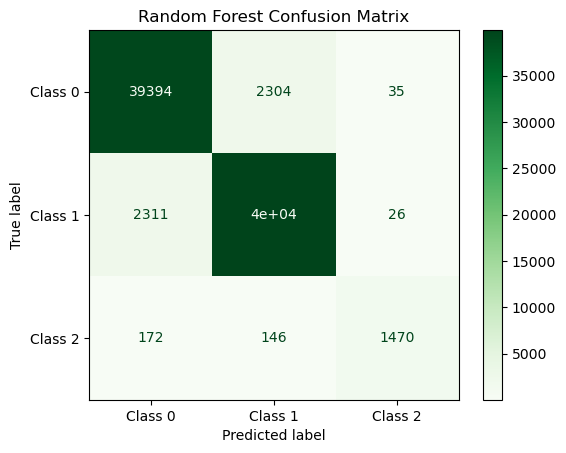 Random Forest Confusion Matrix
True label
Class 0
39394
2304
35
Class 1
2311
4e+04
26
Class 2
172
146
1470
Class 0
Class 1
Class 2
Predicted label
35000
30000
25000
20000
15000
10000
5000